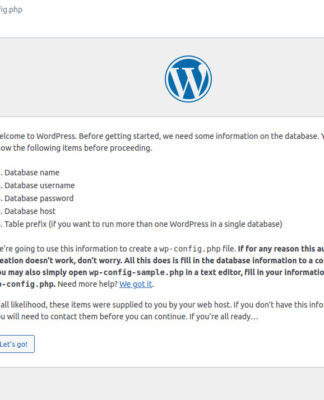 fig.php
elcome to WordPress. Before getting started, we need some information on the database. Y
ow the following items before proceeding.
. Database name
. Database username
. Database password
. Database host
. Table prefix (if you want to run more than one WordPress in a single database)
e're going to use this information to create a wp-config.php file. If for any reason this au
eation doesn't work, don't worry. All this does is fill in the database information to a co
ou may also simply open wp-config-sample.php in a text editor, fill in your information
p-config.php. Need more help? We got it.
all likelihood, these items were supplied to you by your web host. If you don't have this info
ou will need to contact them before you can continue. If you're all ready…
Let's go!